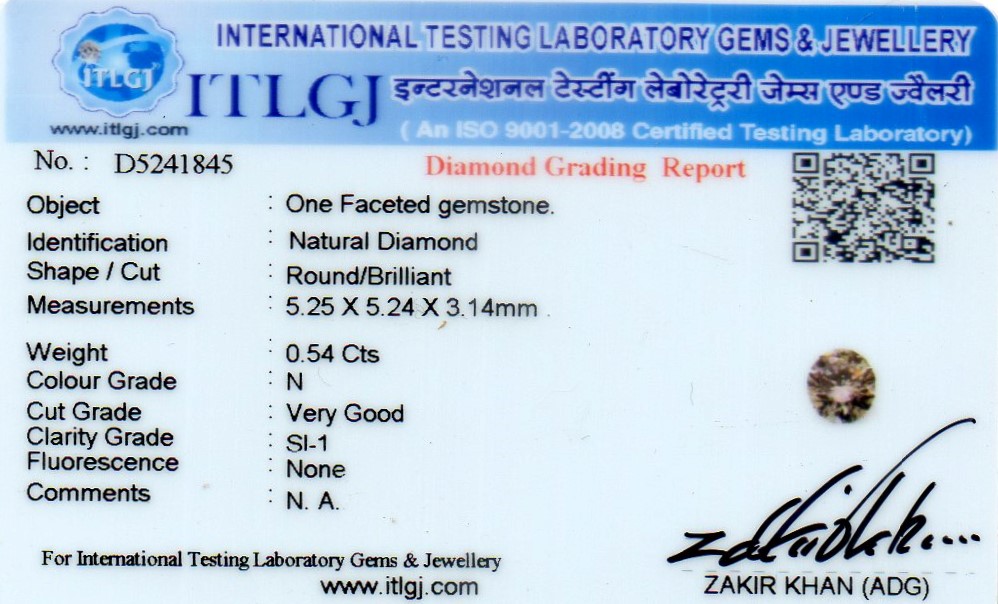 INTERNATIONAL TESTING LABORATORY GEMS & JEWELLERY
ITLGJ
ITLGJ इन्टरनेशनल टेस्टींग लेबोरेट्ररी जेम्स एण्ड ज्वैलरी
www.itlgj.com
( An ISO 9001-2008 Certified Testing Laboratory)
No. : D5241845
Diamond Grading Report
Object : One Faceted gemstone.
Identification : Natural Diamond
Shape / Cut : Round/Brilliant
Measurements : 5.25 X 5.24 X 3.14mm
Weight : 0.54 Cts
Colour Grade : N
Cut Grade : Very Good
Clarity Grade : SI-1
Fluorescence : None
Comments : N. A.
For International Testing Laboratory Gems & Jewellery
www.itlgj.com
ZAKIR KHAN (ADG)